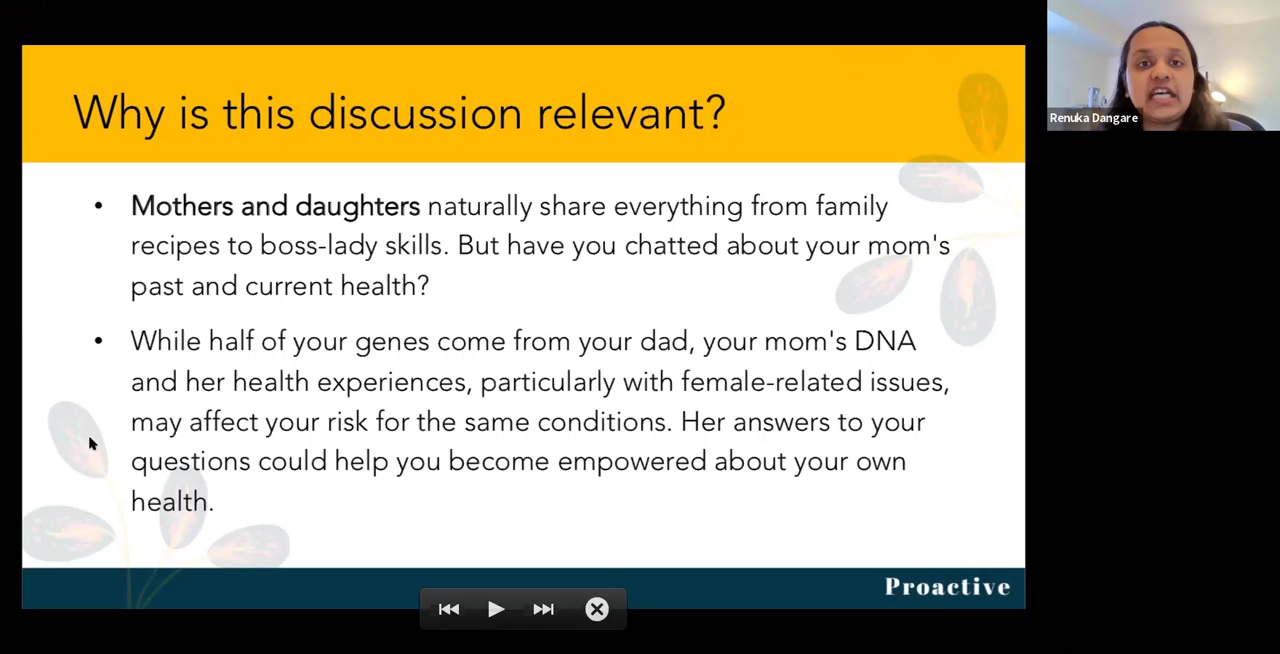 Why is this discussion relevant?
Renuka Dangare
• Mothers and daughters naturally share everything from family
recipes to boss-lady skills. But have you chatted about your mom's
past and current health?
• While half of your genes come from your dad, your mom's DNA
and her health experiences, particularly with female-related issues,
may affect your risk for the same conditions. Her answers to your
questions could help you become empowered about your own
health.
Proactive